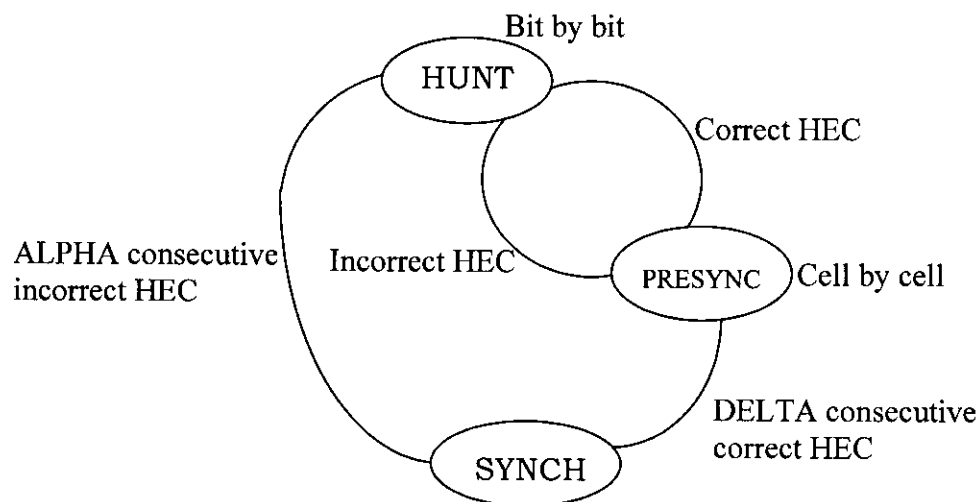 Bit by bit
HUNT
Correct HEC
ALPHA consecutive
incorrect HEC
Incorrect HEC
PRESYNC
Cell by cell
DELTA consecutive
correct HEC
SYNCH